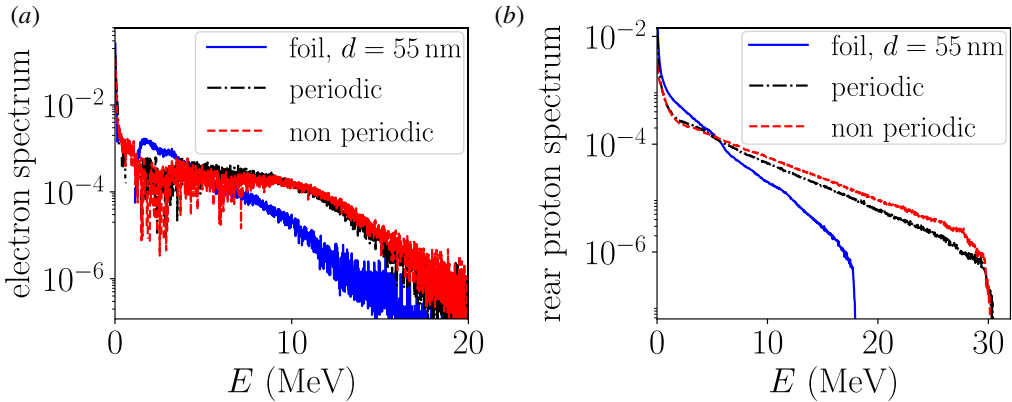 (a)
electron spectrum
10⁻²
10⁻⁴
10⁻⁶
foil, d = 55 nm
periodic
non periodic
0
10
20
E (MeV)
(b)
rear proton spectrum
10⁻²
10⁻⁴
10⁻⁶
foil, d = 55 nm
periodic
non periodic
0
10
20
30
E (MeV)